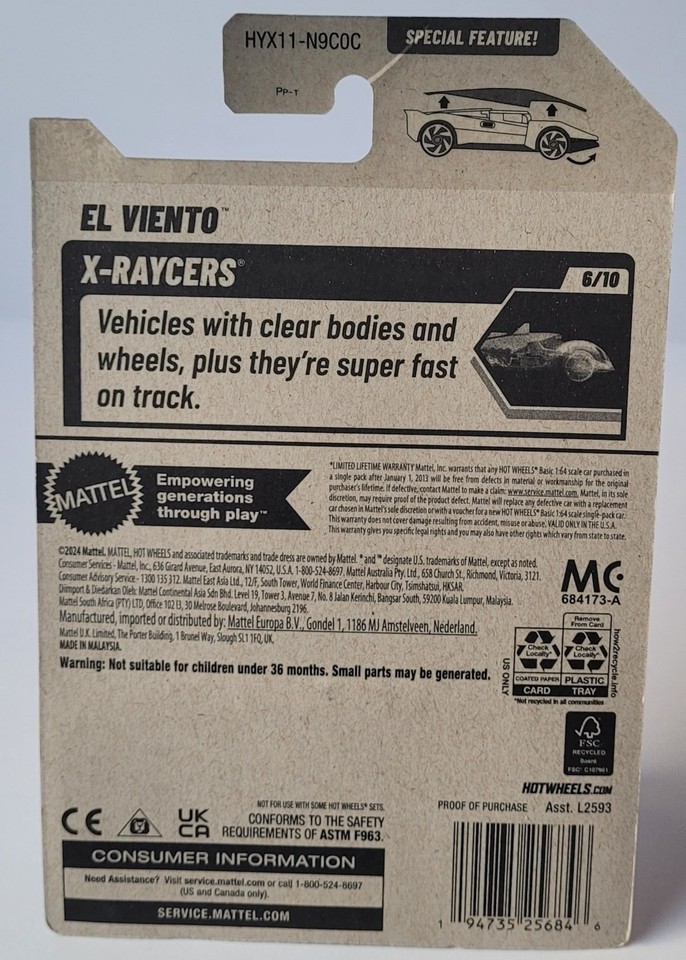 HYX11-N9C0C
SPECIAL FEATURE!
PP-T
EL VIENTO™
X-RAYCERS®
6/10
Vehicles with clear bodies and
wheels, plus they're super fast
on track.
MATTEL
Empowering
generations
through play™
*LIMITED LIFETIME WARRANTY Mattel, Inc. warrants that any HOT WHEELS® Basic 1:64 scale car purchased in
a single pack after January 1, 2013 will be free from defects in material or workmanship for the original
purchaser's lifetime. If defective, contact Mattel to make a claim: www.service.mattel.com. Mattel, in its sole
discretion, may require proof of the product defect. Mattel will replace any defective car with a replacement
car chosen in Mattel's sole discretion or with a voucher for a new HOT WHEELS® Basic 1:64 scale single-pack car.
This warranty does not cover damage resulting from accident, misuse or abuse. VALID ONLY IN THE U.S.A.
This warranty gives you specific legal rights and you may also have other rights which vary from state to state.
©2024 Mattel. MATTEL, HOT WHEELS and associated trademarks and trade dress are owned by Mattel. ® and ™ designate U.S. trademarks of Mattel, except as noted.
Consumer Services - Mattel, Inc., 636 Girard Avenue, East Aurora, NY 14052, U.S.A. 1-800-524-8697. Mattel Australia Pty. Ltd., 658 Church St., Richmond, Victoria, 3121.
Consumer Advisory Service - 1300 135 312. Mattel East Asia Ltd., 12/F, South Tower, World Finance Center, Harbour City, Tsimshatsui, HKSAR.
Diimport & Diedarkan Oleh: Mattel Continental Asia Sdn Bhd. Level 19, Tower 3, Avenue 7, No. 8 Jalan Kerinchi, Bangsar South, 59200 Kuala Lumpur, Malaysia.
Mattel South Africa (PTY) LTD, Office 102 I3, 30 Melrose Boulevard, Johannesburg 2196.
Manufactured, imported or distributed by: Mattel Europa B.V., Gondel 1, 1186 MJ Amstelveen, Nederland.
Mattel U.K. Limited, The Porter Building, 1 Brunel Way, Slough SL1 1FQ, UK.
MADE IN MALAYSIA.
Warning: Not suitable for children under 36 months. Small parts may be generated.
MC
684173-A
Remove
From Card
Check
Locally*
Check
Locally*
COATED PAPER
PLASTIC
CARD
TRAY
US ONLY
how2recycle.info
*Not recycled in all communities
FSC
RECYCLED
Board
HOTWHEELS.COM
PROOF OF PURCHASE Asst. L2593
NOT FOR USE WITH SOME HOT WHEELS® SETS.
CE
UK
CA
CONFORMS TO THE SAFETY
REQUIREMENTS OF ASTM F963.
CONSUMER INFORMATION
Need Assistance? Visit service.mattel.com or call 1-800-524-8697
(US and Canada only).
SERVICE.MATTEL.COM
1 94735 25684 6